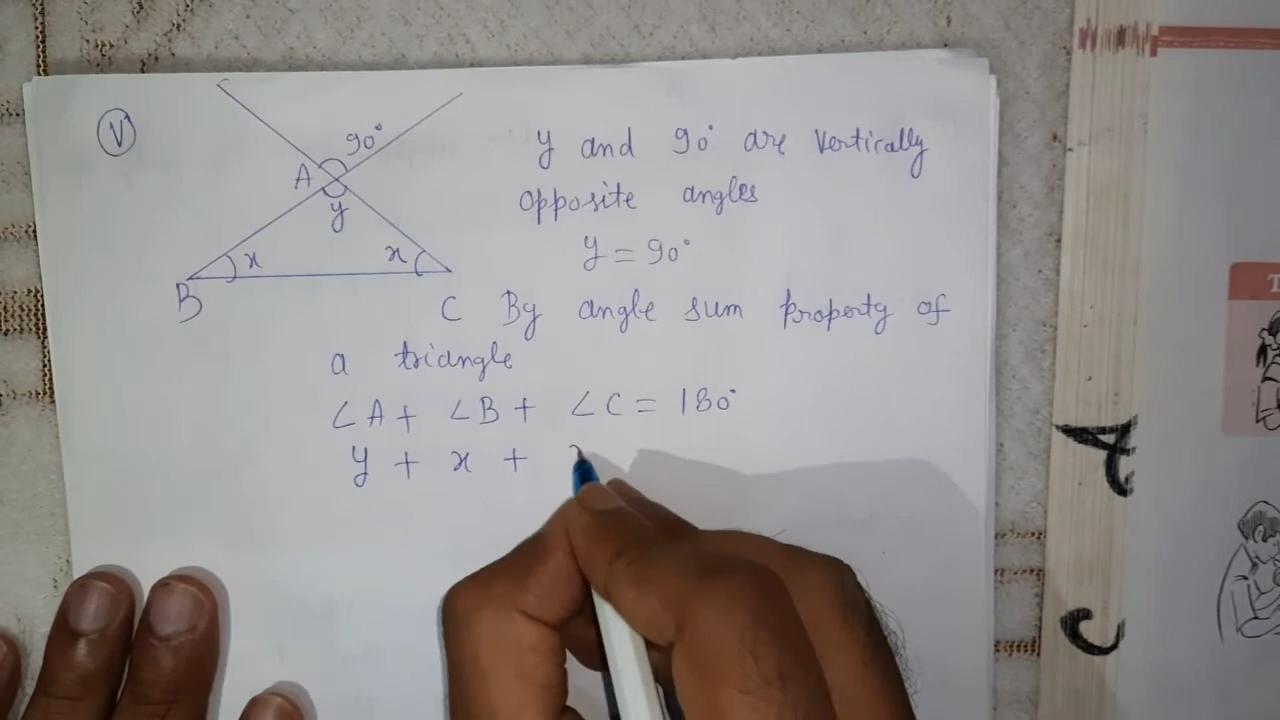 V
90°
A
y
x
x
B
C
y and 90° are vertically
opposite angles
y = 90°
By angle sum property of
a triangle
∠A + ∠B + ∠C = 180°
y + x +
A
C